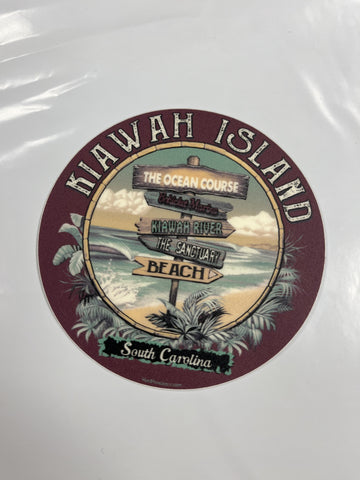 KIAWAH ISLAND
THE OCEAN COURSE
KIAWAH RIVER
THE SANCTUARY
BEACH
South Carolina